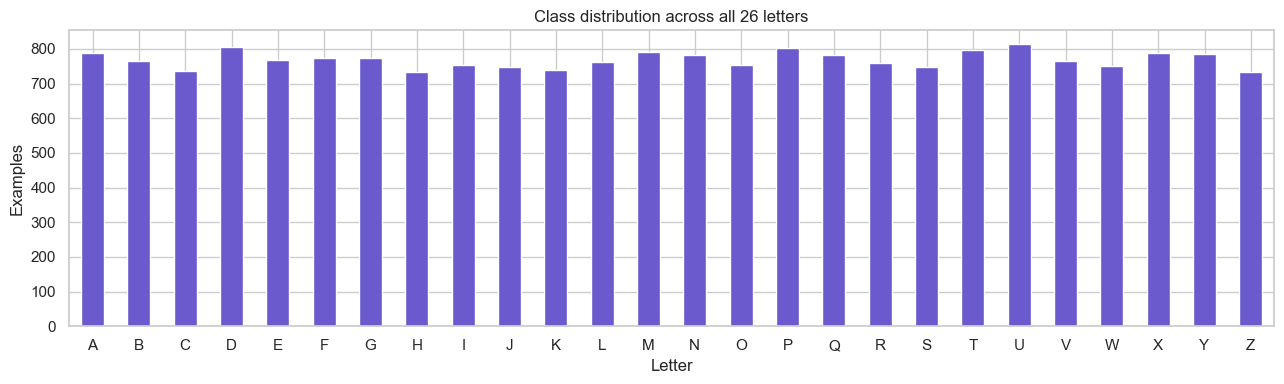 Class distribution across all 26 letters
800
700
600
500
400
300
200
100
0
Examples
A B C D E F G H I J K L M N O P Q R S T U V W X Y Z
Letter